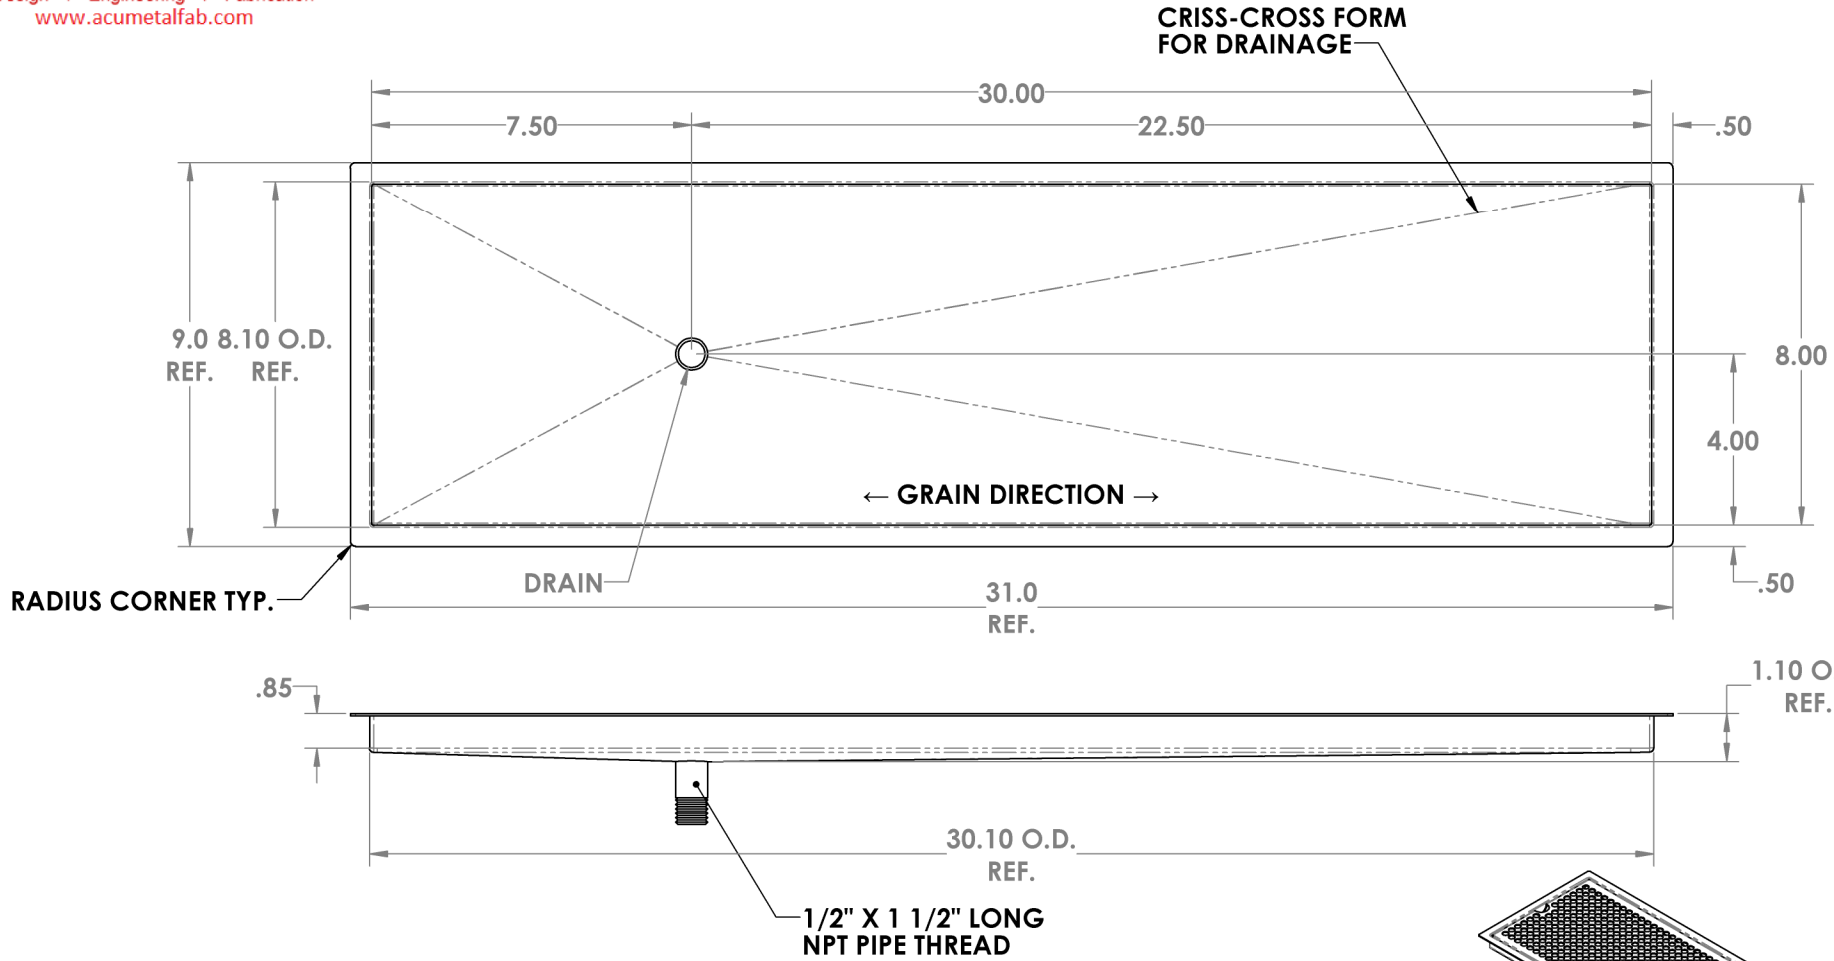 www.acumetalfab.com
CRISS-CROSS FORM
FOR DRAINAGE
30.00
7.50
22.50
.50
9.0
REF.
8.10 O.D.
REF.
8.00
4.00
← GRAIN DIRECTION →
DRAIN
.50
RADIUS CORNER TYP.
31.0
REF.
.85
1.10 O
REF.
30.10 O.D.
REF.
1/2" X 1 1/2" LONG
NPT PIPE THREAD